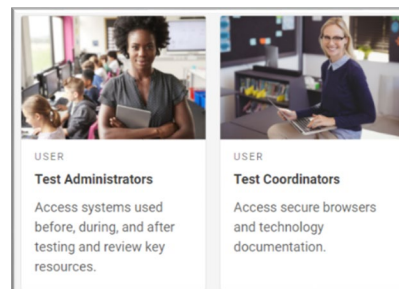 USER
Test Administrators
Access systems used
before, during, and after
testing and review key
resources.
USER
Test Coordinators
Access secure browsers
and technology
documentation.